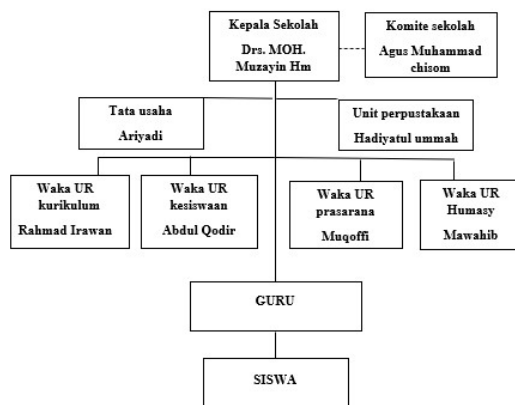 Kepala Sekolah
Drs. MOH.
Muzayin Hm
Komite sekolah
Agus Muhammad
chisom
Tata usaha
Ariyadi
Unit perpustakaan
Hadiyatul ummah
Waka UR
kurikulum
Rahmad Irawan
Waka UR
kesiswaan
Abdul Qodir
Waka UR
prasarana
Muqoffi
Waka UR
Humasy
Mawahib
GURU
SISWA